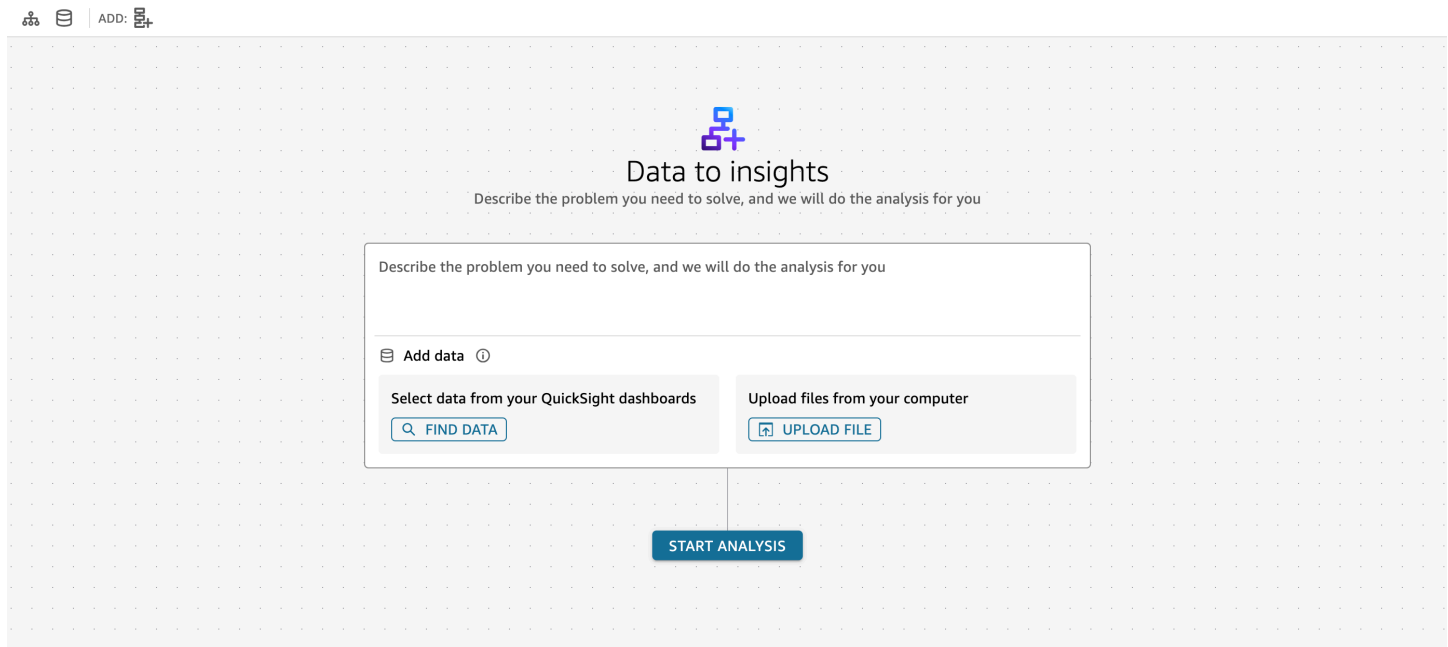 ADD:
Data to insights
Describe the problem you need to solve, and we will do the analysis for you
Describe the problem you need to solve, and we will do the analysis for you
Add data
Select data from your QuickSight dashboards
FIND DATA
Upload files from your computer
UPLOAD FILE
START ANALYSIS